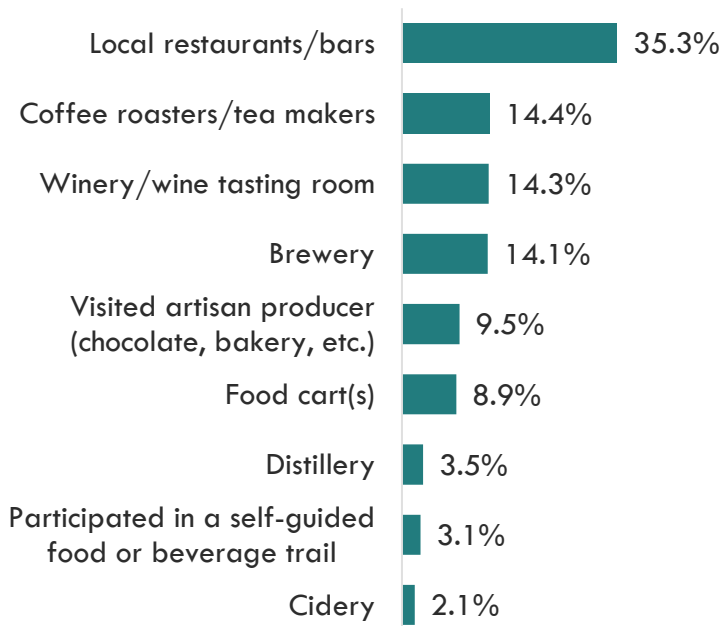 Local restaurants/bars 35.3%
Coffee roasters/tea makers 14.4%
Winery/wine tasting room 14.3%
Brewery 14.1%
Visited artisan producer
(chocolate, bakery, etc.) 9.5%
Food cart(s) 8.9%
Distillery 3.5%
Participated in a self-guided
food or beverage trail 3.1%
Cidery 2.1%